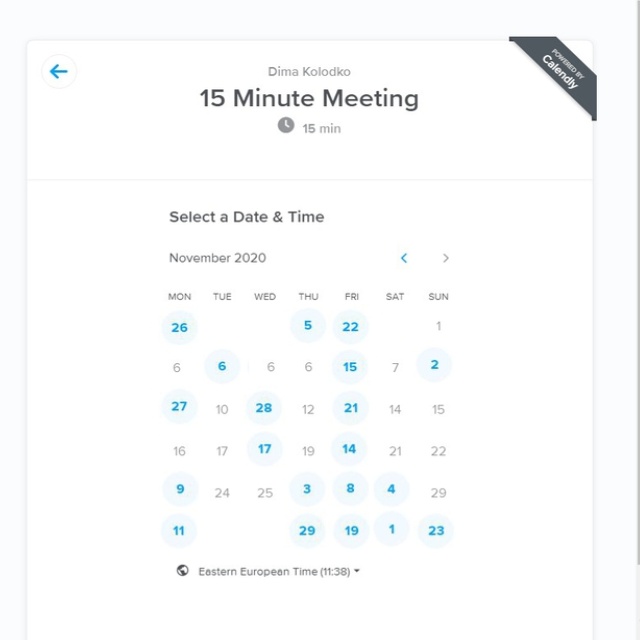 POWERED BY
Calendly
Dima Kolodko
15 Minute Meeting
15 min
Select a Date & Time
November 2020
MON TUE WED THU FRI SAT SUN
26 5 22 1
6 6 6 6 15 7 2
27 10 28 12 21 14 15
16 17 17 19 14 21 22
9 24 25 3 8 4 29
11 29 19 1 23
Eastern European Time (11:38)